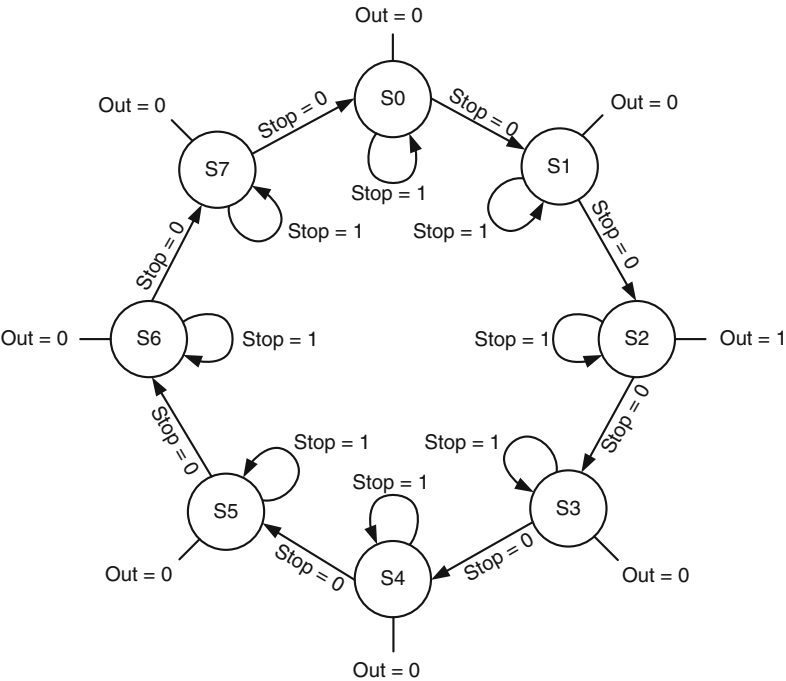 Out = 0
S0
Stop = 0
Stop = 0
Out = 0
Out = 0
S7
S1
Stop = 1
Stop = 1
Stop = 1
Stop = 0
Stop = 0
Out = 0
S6
Stop = 1
Stop = 1
S2
Out = 1
Stop = 0
Stop = 0
Stop = 1
Stop = 1
Stop = 1
S5
S3
Out = 0
Stop = 0
S4
Stop = 0
Out = 0
Out = 0